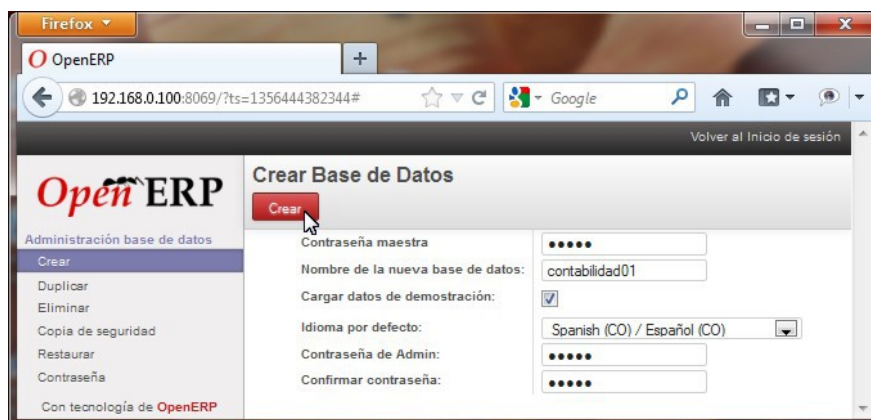 Firefox
OpenERP
192.168.0.100:8069/?ts=1356444382344#
Google
Volver al Inicio de sesión
Open ERP
Administración base de datos
Crear
Duplicar
Eliminar
Copia de seguridad
Restaurar
Contraseña
Con tecnología de OpenERP
Crear Base de Datos
Crear
Contraseña maestra •••••
Nombre de la nueva base de datos: contabilidad01
Cargar datos de demostración:
Idioma por defecto: Spanish (CO) / Español (CO)
Contraseña de Admin: •••••
Confirmar contraseña: •••••